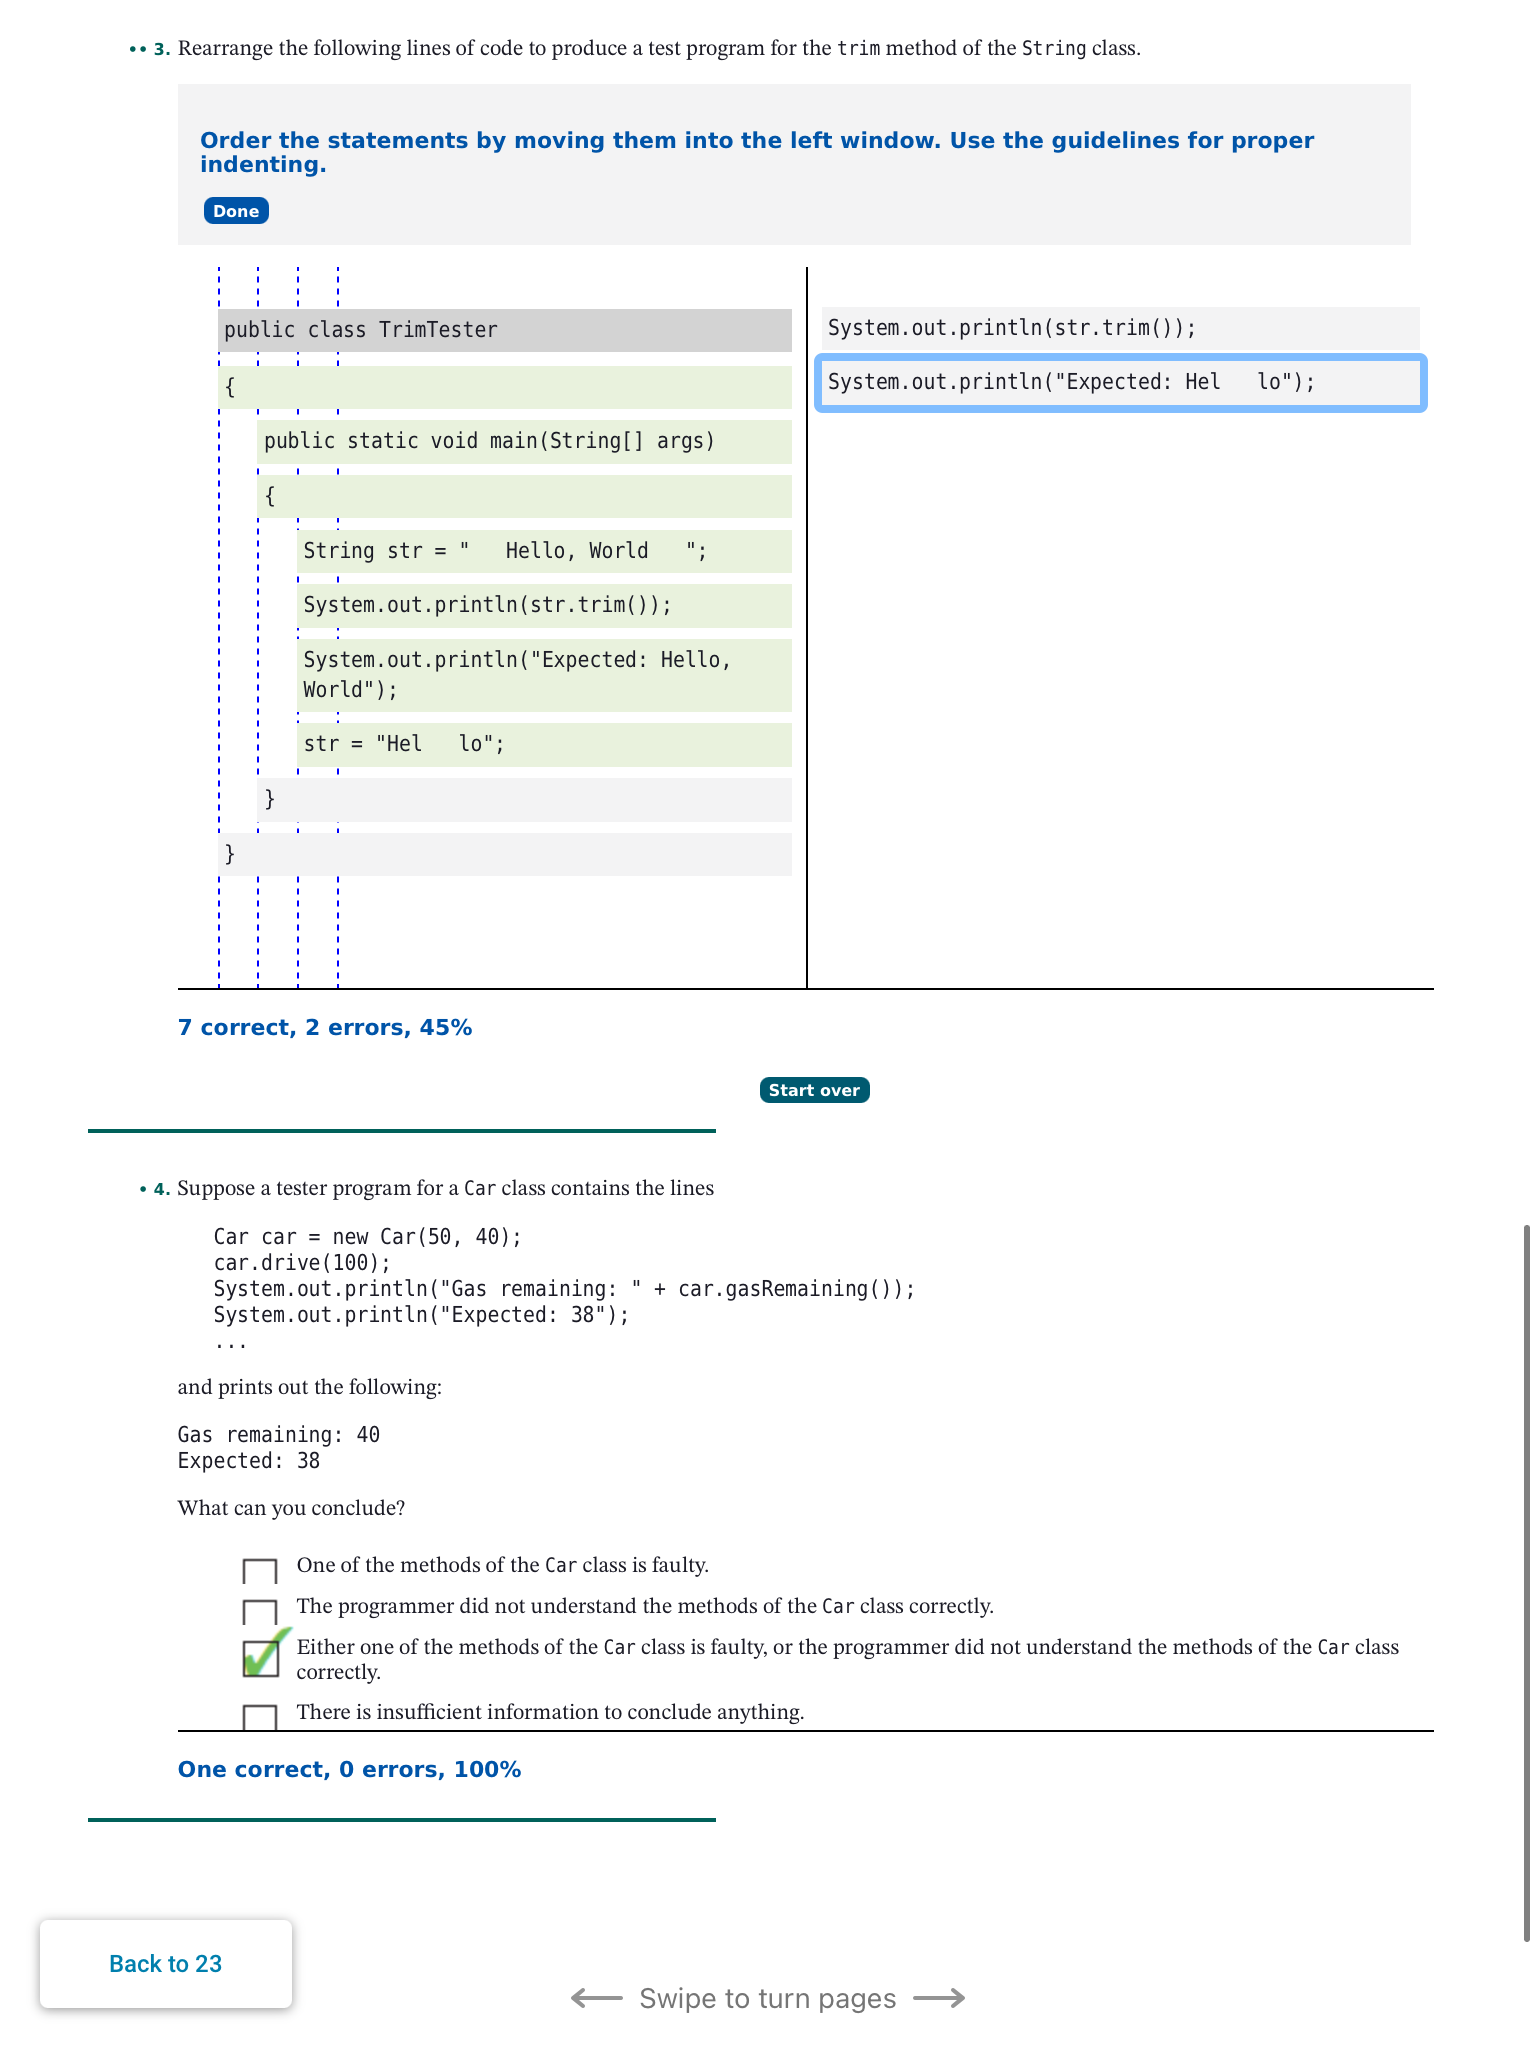 •• 3. Rearrange the following lines of code to produce a test program for the trim method of the String class.
Order the statements by moving them into the left window. Use the guidelines for proper
indenting.
Done
public class TrimTester
{
public static void main(String[] args)
{
String str = "   Hello, World   ";
System.out.println(str.trim());
System.out.println("Expected: Hello,
World");
str = "Hel   lo";
}
}
System.out.println(str.trim());
System.out.println("Expected: Hel   lo");
7 correct, 2 errors, 45%
Start over
• 4. Suppose a tester program for a Car class contains the lines
Car car = new Car(50, 40);
car.drive(100);
System.out.println("Gas remaining: " + car.gasRemaining());
System.out.println("Expected: 38");
...
and prints out the following:
Gas remaining: 40
Expected: 38
What can you conclude?
One of the methods of the Car class is faulty.
The programmer did not understand the methods of the Car class correctly.
Either one of the methods of the Car class is faulty, or the programmer did not understand the methods of the Car class
correctly.
There is insufficient information to conclude anything.
One correct, 0 errors, 100%
Back to 23
Swipe to turn pages